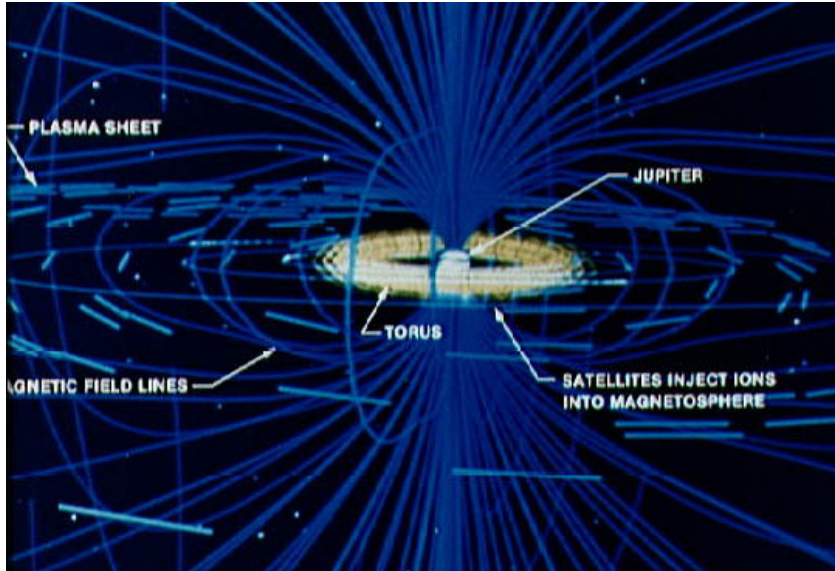 PLASMA SHEET
JUPITER
TORUS
AGNETIC FIELD LINES
SATELLITES INJECT IONS
INTO MAGNETOSPHERE